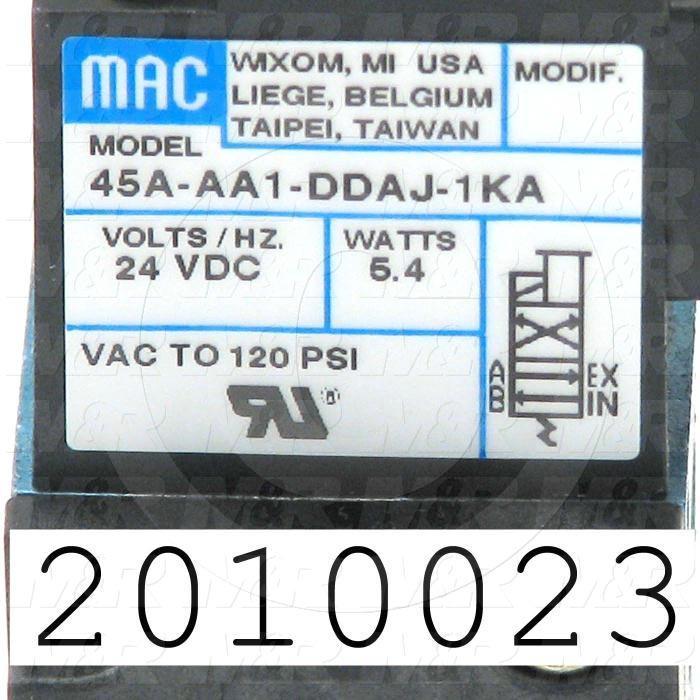 MAC
WIXOM, MI USA
LIEGE, BELGIUM
TAIPEI, TAIWAN
MODIF.
MODEL
45A-AA1-DDAJ-1KA
VOLTS / HZ.
24 VDC
WATTS
5.4
VAC TO 120 PSI
UR ®
A EX
B IN
2010023
M&R